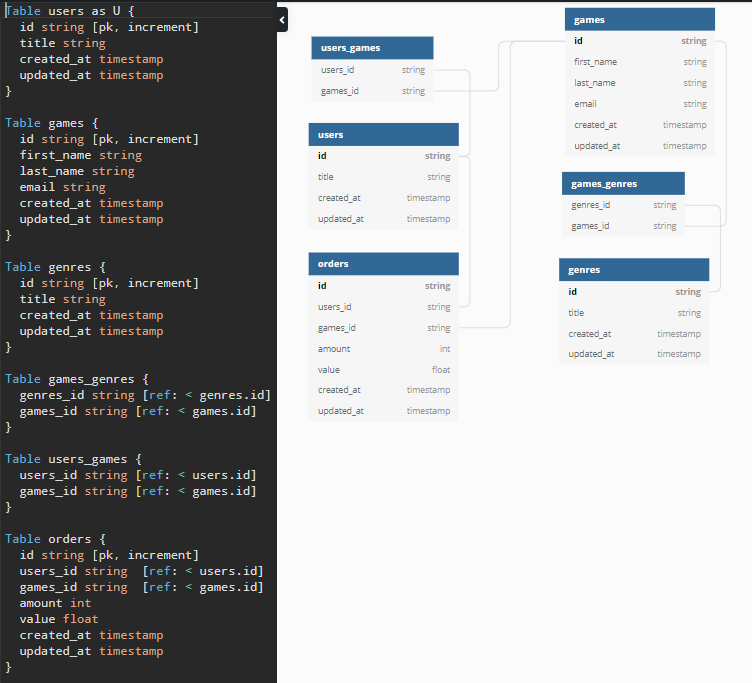 Table users as U {
  id string [pk, increment]
  title string
  created_at timestamp
  updated_at timestamp
}

Table games {
  id string [pk, increment]
  first_name string
  last_name string
  email string
  created_at timestamp
  updated_at timestamp
}

Table genres {
  id string [pk, increment]
  title string
  created_at timestamp
  updated_at timestamp
}

Table games_genres {
  genres_id string [ref: < genres.id]
  games_id string [ref: < games.id]
}

Table users_games {
  users_id string [ref: < users.id]
  games_id string [ref: < games.id]
}

Table orders {
  id string [pk, increment]
  users_id string  [ref: < users.id]
  games_id string  [ref: < games.id]
  amount int
  value float
  created_at timestamp
  updated_at timestamp
}
users_games
users_id string
games_id string
users
id string
title string
created_at timestamp
updated_at timestamp
orders
id string
users_id string
games_id string
amount int
value float
created_at timestamp
updated_at timestamp
games
id string
first_name string
last_name string
email string
created_at timestamp
updated_at timestamp
games_genres
genres_id string
games_id string
genres
id string
title string
created_at timestamp
updated_at timestamp